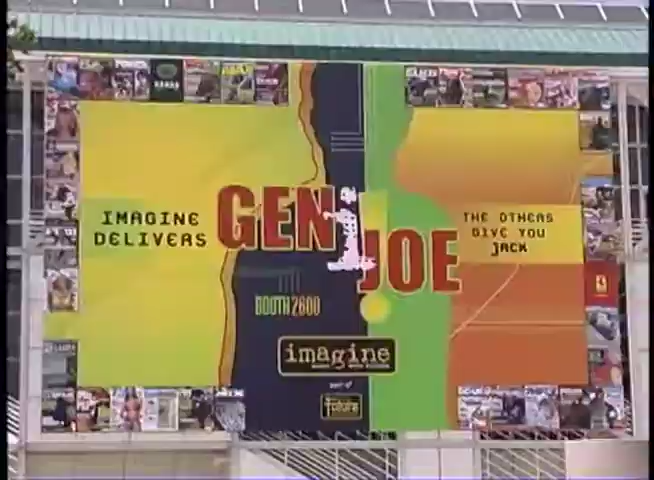 IMAGINE
DELIVERS
GEN i JOE
THE OTHERS
GIVE YOU
JACK
BOOTH 2600
imagine
part of
future